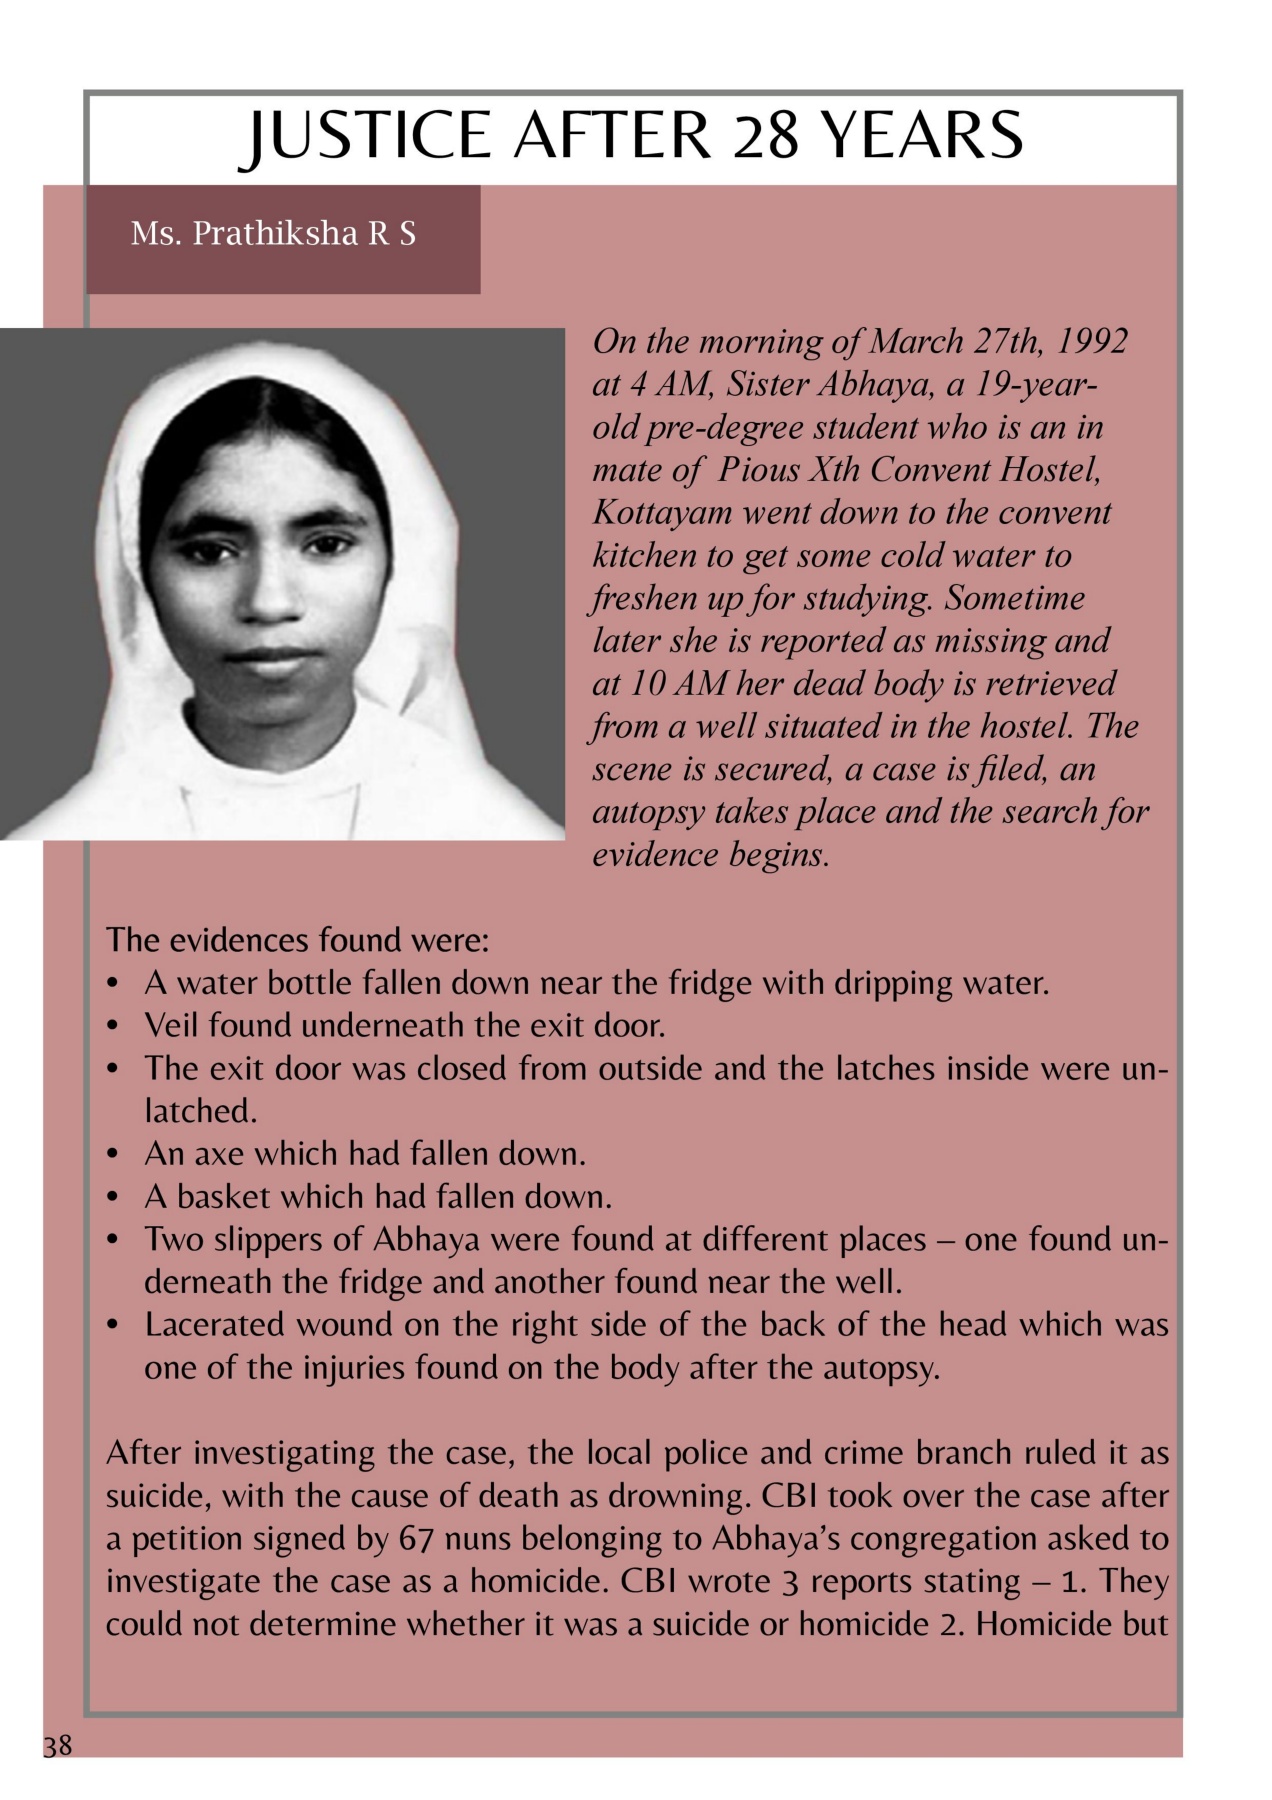 JUSTICE AFTER 28 YEARS
Ms. Prathiksha R S
On the morning of March 27th, 1992
at 4 AM, Sister Abhaya, a 19-year-
old pre-degree student who is an in
mate of Pious Xth Convent Hostel,
Kottayam went down to the convent
kitchen to get some cold water to
freshen up for studying. Sometime
later she is reported as missing and
at 10 AM her dead body is retrieved
from a well situated in the hostel. The
scene is secured, a case is filed, an
autopsy takes place and the search for
evidence begins.
The evidences found were:
• A water bottle fallen down near the fridge with dripping water.
• Veil found underneath the exit door.
• The exit door was closed from outside and the latches inside were un-
latched.
• An axe which had fallen down.
• A basket which had fallen down.
• Two slippers of Abhaya were found at different places – one found un-
derneath the fridge and another found near the well.
• Lacerated wound on the right side of the back of the head which was
one of the injuries found on the body after the autopsy.
After investigating the case, the local police and crime branch ruled it as
suicide, with the cause of death as drowning. CBI took over the case after
a petition signed by 67 nuns belonging to Abhaya’s congregation asked to
investigate the case as a homicide. CBI wrote 3 reports stating – 1. They
could not determine whether it was a suicide or homicide 2. Homicide but
38